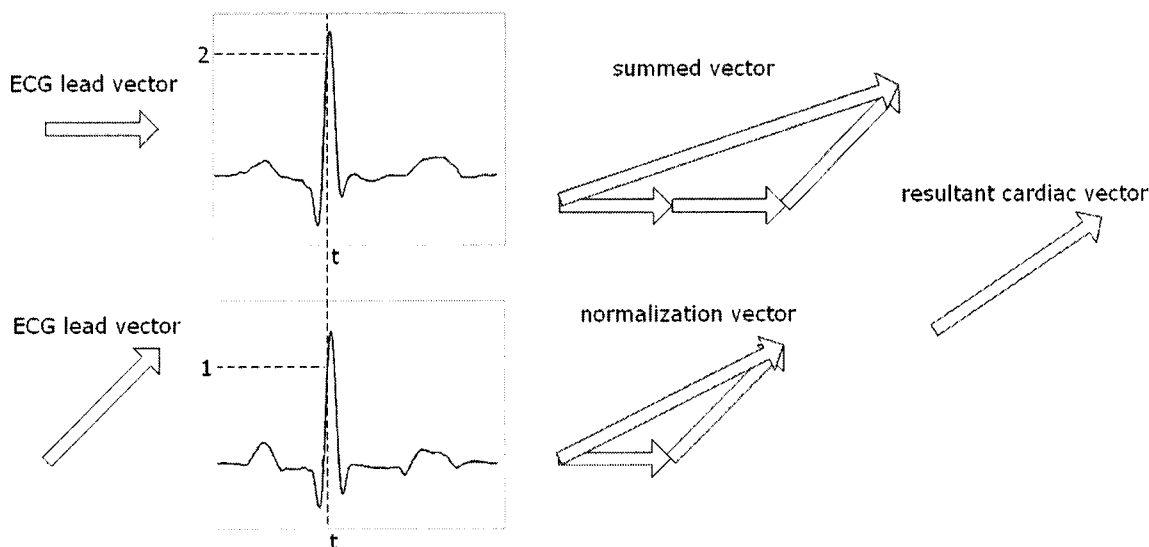 ECG lead vector
2
t
summed vector
resultant cardiac vector
ECG lead vector
1
t
normalization vector